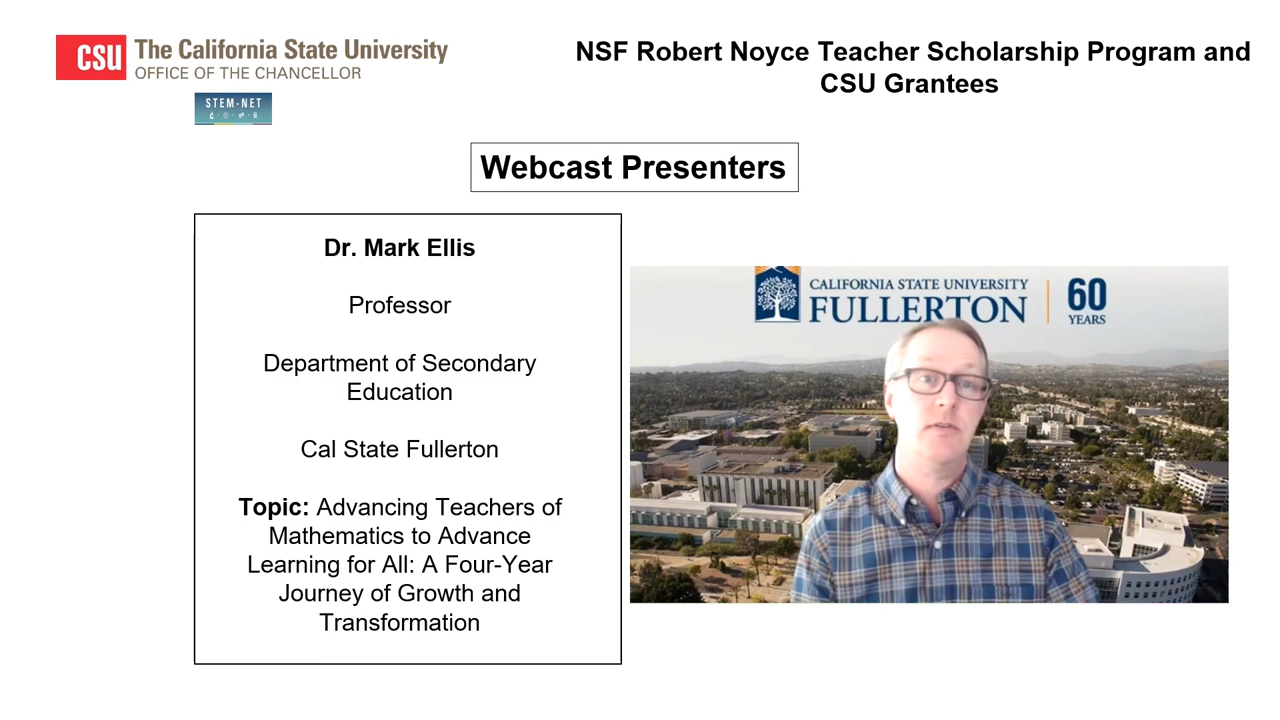 CSU The California State University
OFFICE OF THE CHANCELLOR
STEM-NET
NSF Robert Noyce Teacher Scholarship Program and
CSU Grantees
Webcast Presenters
Dr. Mark Ellis
Professor
Department of Secondary
Education
Cal State Fullerton
Topic: Advancing Teachers of
Mathematics to Advance
Learning for All: A Four-Year
Journey of Growth and
Transformation
CALIFORNIA STATE UNIVERSITY
FULLERTON
60
YEARS